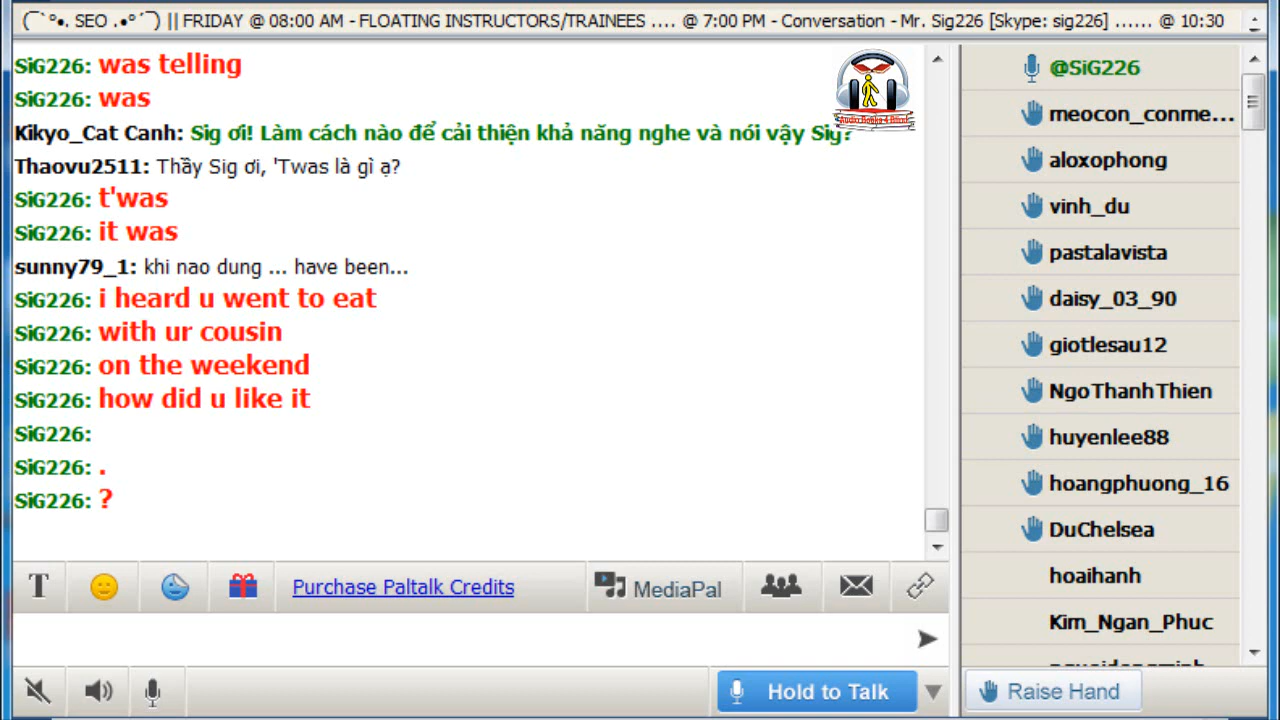 (¯`°•. SEO .•°´¯) || FRIDAY @ 08:00 AM - FLOATING INSTRUCTORS/TRAINEES .... @ 7:00 PM - Conversation - Mr. Sig226 [Skype: sig226] ...... @ 10:30
SiG226: was telling
SiG226: was
Kikyo_Cat Canh: Sig ơi! Làm cách nào để cải thiện khả năng nghe và nói vậy Sig?
Thaovu2511: Thầy Sig ơi, 'Twas là gì ạ?
SiG226: t'was
SiG226: it was
sunny79_1: khi nao dung ... have been...
SiG226: i heard u went to eat
SiG226: with ur cousin
SiG226: on the weekend
SiG226: how did u like it
SiG226:
SiG226: .
SiG226: ?
Audio Books 4 Blind
T
Purchase Paltalk Credits
MediaPal
Hold to Talk
@SiG226
meocon_conme...
aloxophong
vinh_du
pastalavista
daisy_03_90
giotlesau12
NgoThanhThien
huyenlee88
hoangphuong_16
DuChelsea
hoaihanh
Kim_Ngan_Phuc
Raise Hand